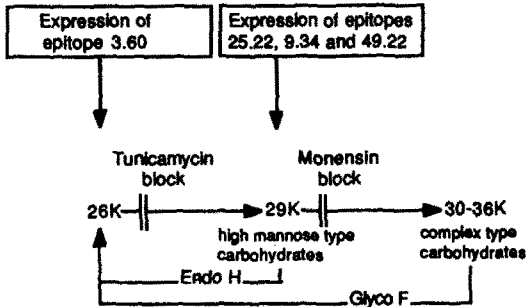 Expression of
epitope 3.60
Expression of epitopes
25.22, 9.34 and 49.22
Tunicamycin
block
Monensin
block
26K
29K
30-36K
high mannose type
carbohydrates
complex type
carbohydrates
Endo H
Glyco F